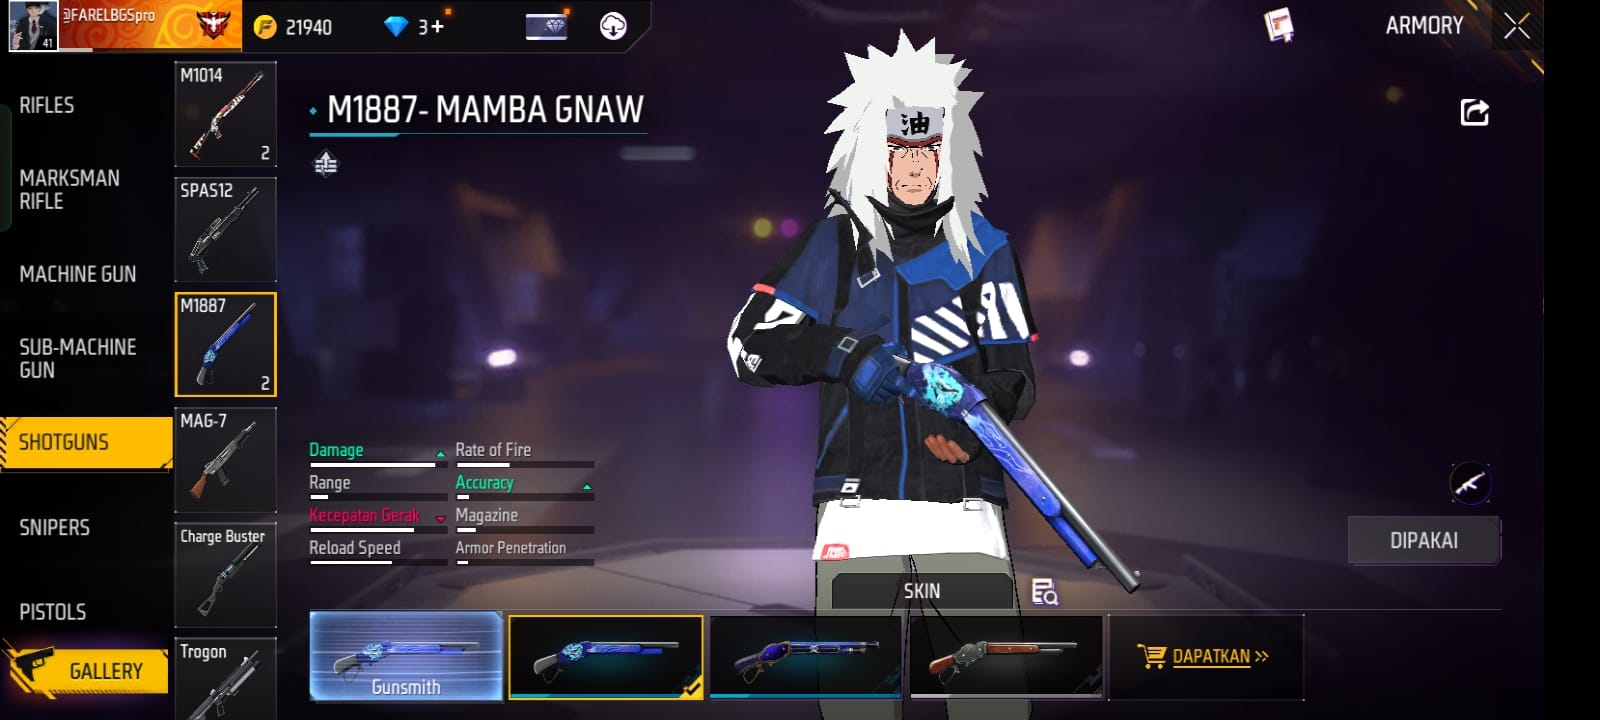 @FARELBGSpro
41
21940
3+
ARMORY
RIFLES
MARKSMAN
RIFLE
MACHINE GUN
SUB-MACHINE
GUN
SHOTGUNS
SNIPERS
PISTOLS
GALLERY
M1014
2
SPAS12
M1887
2
MAG-7
Charge Buster
Trogon
M1887- MAMBA GNAW
油
Damage
Rate of Fire
Range
Accuracy
Kecepatan Gerak
Magazine
Reload Speed
Armor Penetration
DIPAKAI
SKIN
Gunsmith
DAPATKAN >>